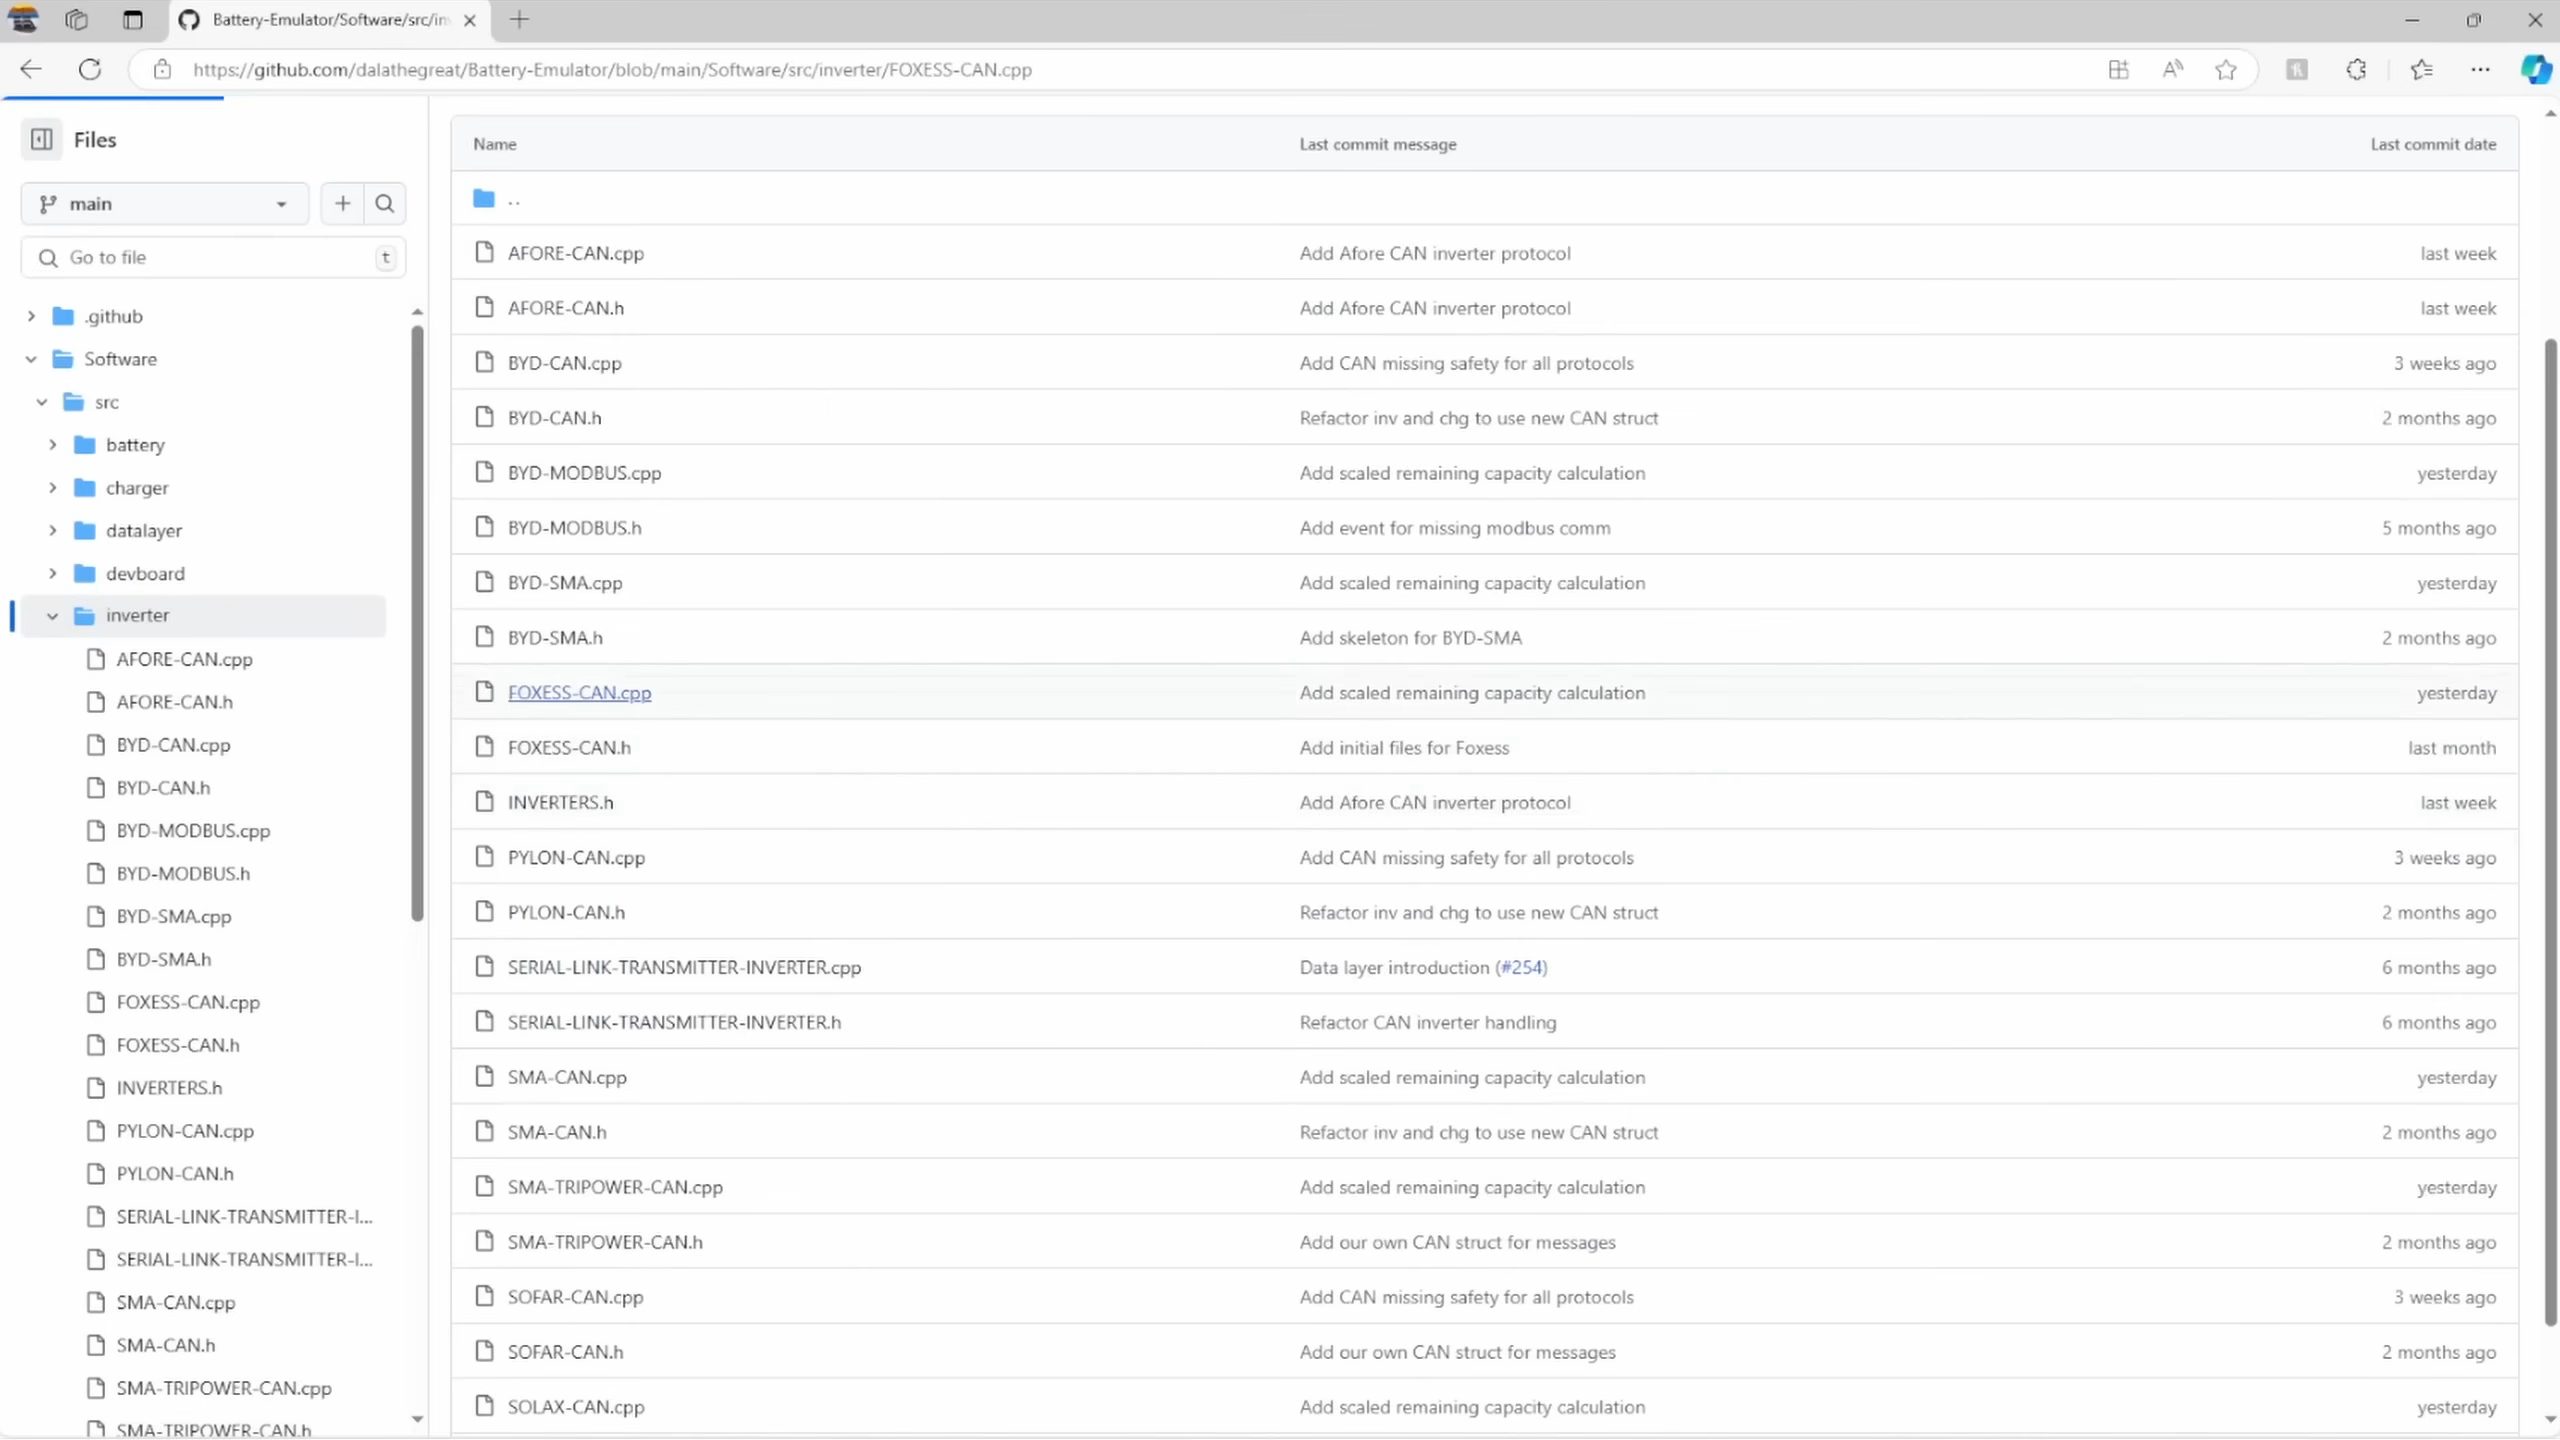 Battery-Emulator/Software/src/in
https://github.com/dalathegreat/Battery-Emulator/blob/main/Software/src/inverter/FOXESS-CAN.cpp
Files
main
Go to file t
.github
Software
src
battery
charger
datalayer
devboard
inverter
AFORE-CAN.cpp
AFORE-CAN.h
BYD-CAN.cpp
BYD-CAN.h
BYD-MODBUS.cpp
BYD-MODBUS.h
BYD-SMA.cpp
BYD-SMA.h
FOXESS-CAN.cpp
FOXESS-CAN.h
INVERTERS.h
PYLON-CAN.cpp
PYLON-CAN.h
SERIAL-LINK-TRANSMITTER-I...
SERIAL-LINK-TRANSMITTER-I...
SMA-CAN.cpp
SMA-CAN.h
SMA-TRIPOWER-CAN.cpp
SMA-TRIPOWER-CAN.h
Name Last commit message Last commit date
..
AFORE-CAN.cpp Add Afore CAN inverter protocol last week
AFORE-CAN.h Add Afore CAN inverter protocol last week
BYD-CAN.cpp Add CAN missing safety for all protocols 3 weeks ago
BYD-CAN.h Refactor inv and chg to use new CAN struct 2 months ago
BYD-MODBUS.cpp Add scaled remaining capacity calculation yesterday
BYD-MODBUS.h Add event for missing modbus comm 5 months ago
BYD-SMA.cpp Add scaled remaining capacity calculation yesterday
BYD-SMA.h Add skeleton for BYD-SMA 2 months ago
FOXESS-CAN.cpp Add scaled remaining capacity calculation yesterday
FOXESS-CAN.h Add initial files for Foxess last month
INVERTERS.h Add Afore CAN inverter protocol last week
PYLON-CAN.cpp Add CAN missing safety for all protocols 3 weeks ago
PYLON-CAN.h Refactor inv and chg to use new CAN struct 2 months ago
SERIAL-LINK-TRANSMITTER-INVERTER.cpp Data layer introduction (#254) 6 months ago
SERIAL-LINK-TRANSMITTER-INVERTER.h Refactor CAN inverter handling 6 months ago
SMA-CAN.cpp Add scaled remaining capacity calculation yesterday
SMA-CAN.h Refactor inv and chg to use new CAN struct 2 months ago
SMA-TRIPOWER-CAN.cpp Add scaled remaining capacity calculation yesterday
SMA-TRIPOWER-CAN.h Add our own CAN struct for messages 2 months ago
SOFAR-CAN.cpp Add CAN missing safety for all protocols 3 weeks ago
SOFAR-CAN.h Add our own CAN struct for messages 2 months ago
SOLAX-CAN.cpp Add scaled remaining capacity calculation yesterday